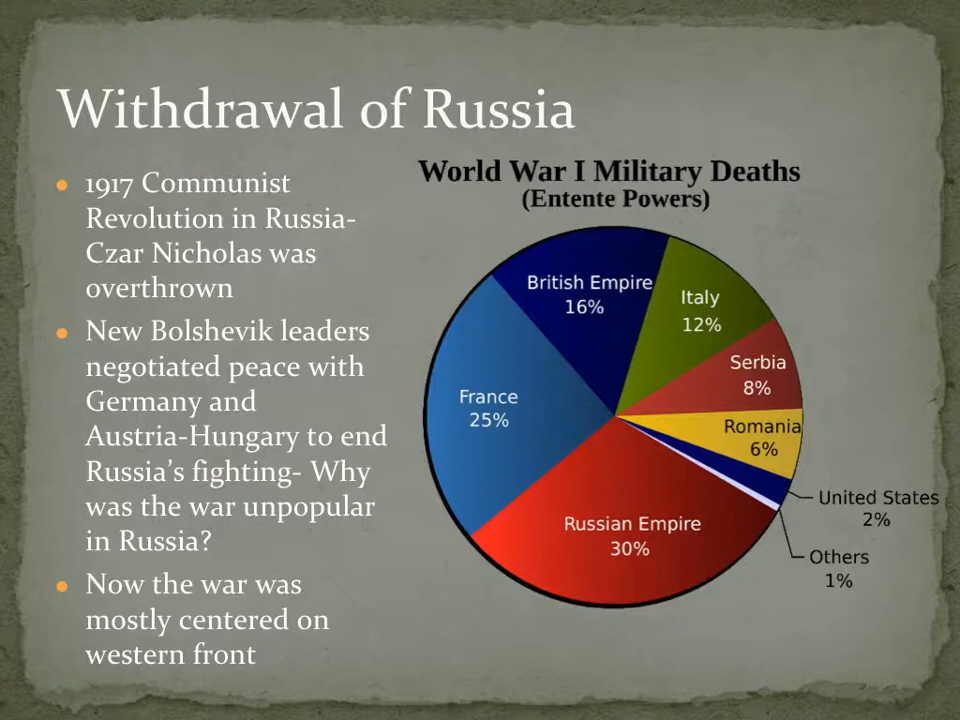 Withdrawal of Russia
1917 Communist
Revolution in Russia-
Czar Nicholas was
overthrown
New Bolshevik leaders
negotiated peace with
Germany and
Austria-Hungary to end
Russia’s fighting- Why
was the war unpopular
in Russia?
Now the war was
mostly centered on
western front
World War I Military Deaths
(Entente Powers)
British Empire
16%
Italy
12%
Serbia
8%
France
25%
Romania
6%
United States
2%
Russian Empire
30%
Others
1%